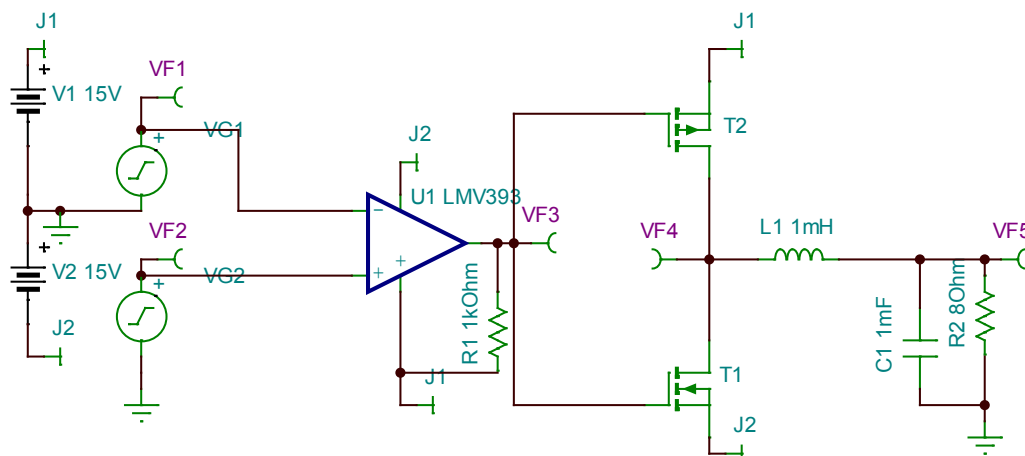 J1
V1 15V
VF1
VG1
VF2
V2 15V
VG2
J2
J2
U1 LMV393
VF3
R1 1kOhm
J1
J1
T2
VF4
L1 1mH
VF5
C1 1mF
R2 8Ohm
T1
J2